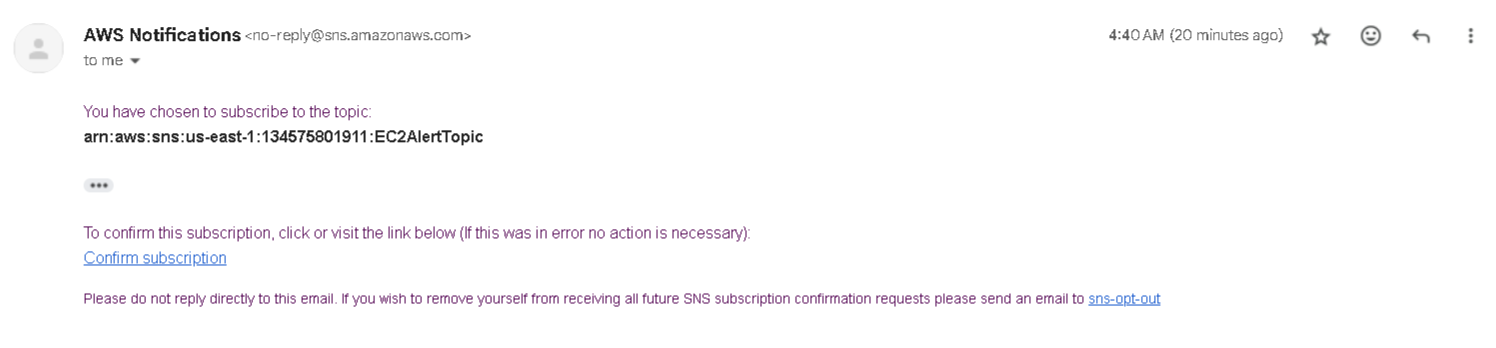 AWS Notifications <no-reply@sns.amazonaws.com>
4:40 AM (20 minutes ago)
to me
You have chosen to subscribe to the topic:
arn:aws:sns:us-east-1:134575801911:EC2AlertTopic
•••
To confirm this subscription, click or visit the link below (If this was in error no action is necessary):
Confirm subscription
Please do not reply directly to this email. If you wish to remove yourself from receiving all future SNS subscription confirmation requests please send an email to sns-opt-out